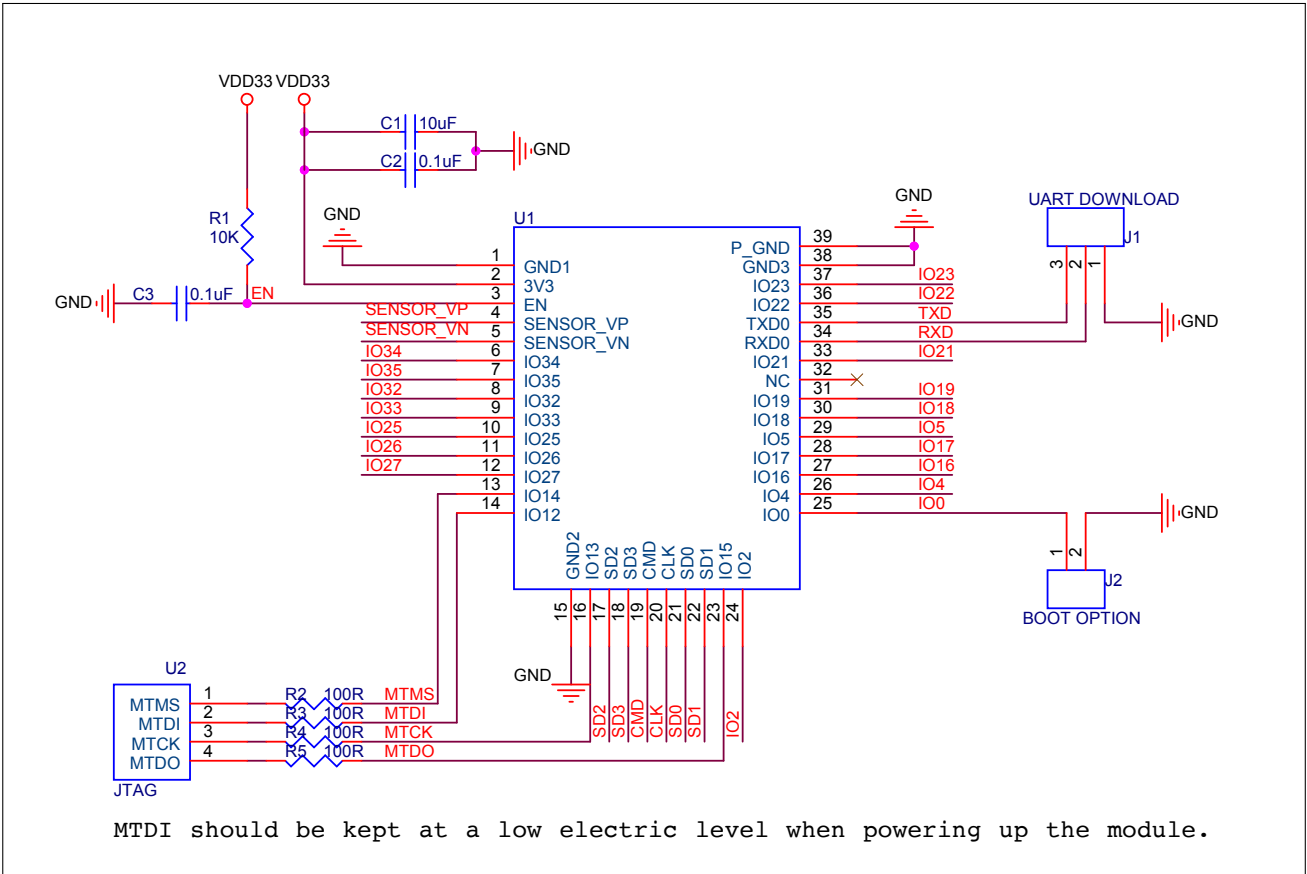 VDD33 VDD33
C1 10uF
C2 0.1uF
GND
R1
10K
GND
GND
C3 0.1uF
EN
U1
1 GND1
2 3V3
3 EN
SENSOR_VP 4 SENSOR_VP
SENSOR_VN 5 SENSOR_VN
IO34 6 IO34
IO35 7 IO35
IO32 8 IO32
IO33 9 IO33
IO25 10 IO25
IO26 11 IO26
IO27 12 IO27
13 IO14
14 IO12
GND
P_GND 39
GND3 38
IO23 37 IO23
IO22 36 IO22
TXD0 35 TXD
RXD0 34 RXD
IO21 33 IO21
NC 32
IO19 31 IO19
IO18 30 IO18
IO5 29 IO5
IO17 28 IO17
IO16 27 IO16
IO4 26 IO4
IO0 25 IO0
UART DOWNLOAD
J1
3 2 1
GND
GND
1 2
J2
BOOT OPTION
GND2 IO13 SD2 SD3 CMD CLK SD0 SD1 IO15 IO2
15 16 17 18 19 20 21 22 23 24
GND
SD2 SD3 CMD CLK SD0 SD1 IO2
U2
MTMS 1 R2 100R MTMS
MTDI 2 R3 100R MTDI
MTCK 3 R4 100R MTCK
MTDO 4 R5 100R MTDO
JTAG
MTDI should be kept at a low electric level when powering up the module.